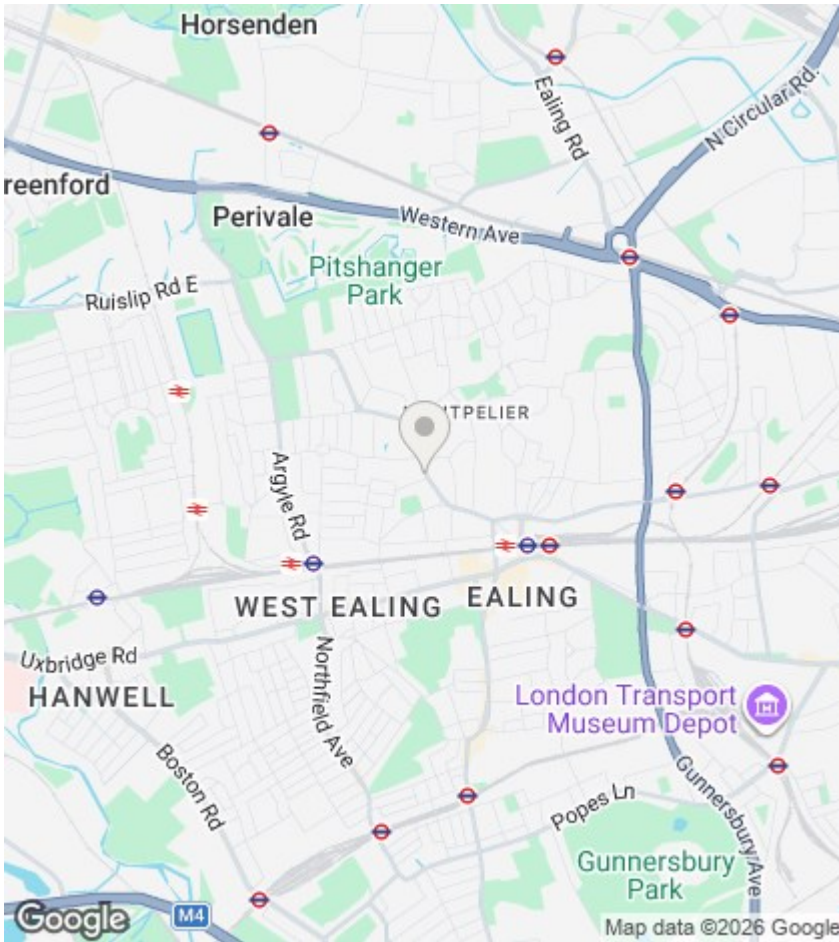 Horsenden
Ealing Rd
N Circular Rd.
reenford
Perivale
Western Ave
Pitshanger
Park
Ruislip Rd E
TPELIER
Argyle Rd
WEST EALING
EALING
Uxbridge Rd
HANWELL
Northfield Ave
London Transport
Museum Depot
Boston Rd
Popes Ln
Gunnersbury Ave
Gunnersbury
Park
Google
M4
Map data ©2026 Google